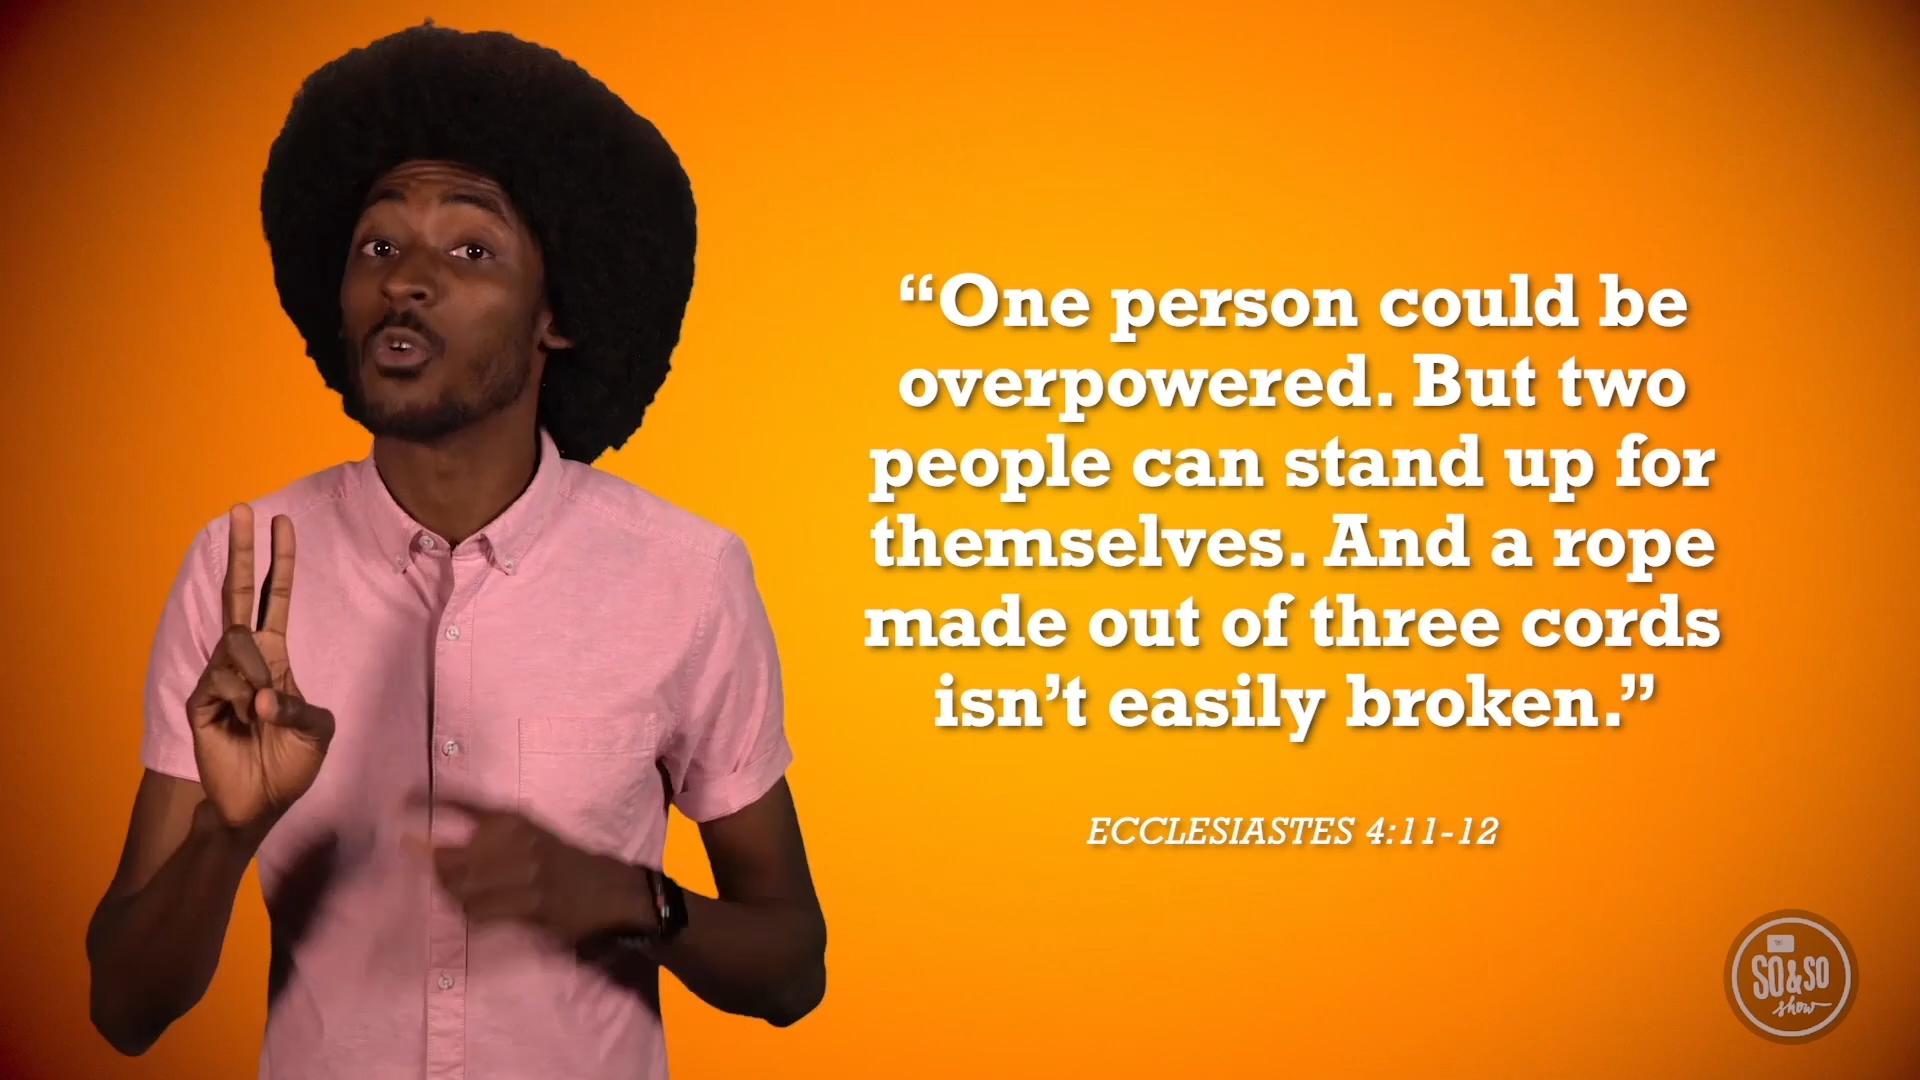 “One person could be
overpowered. But two
people can stand up for
themselves. And a rope
made out of three cords
isn’t easily broken.”
ECCLESIASTES 4:11-12
SO&SO
show